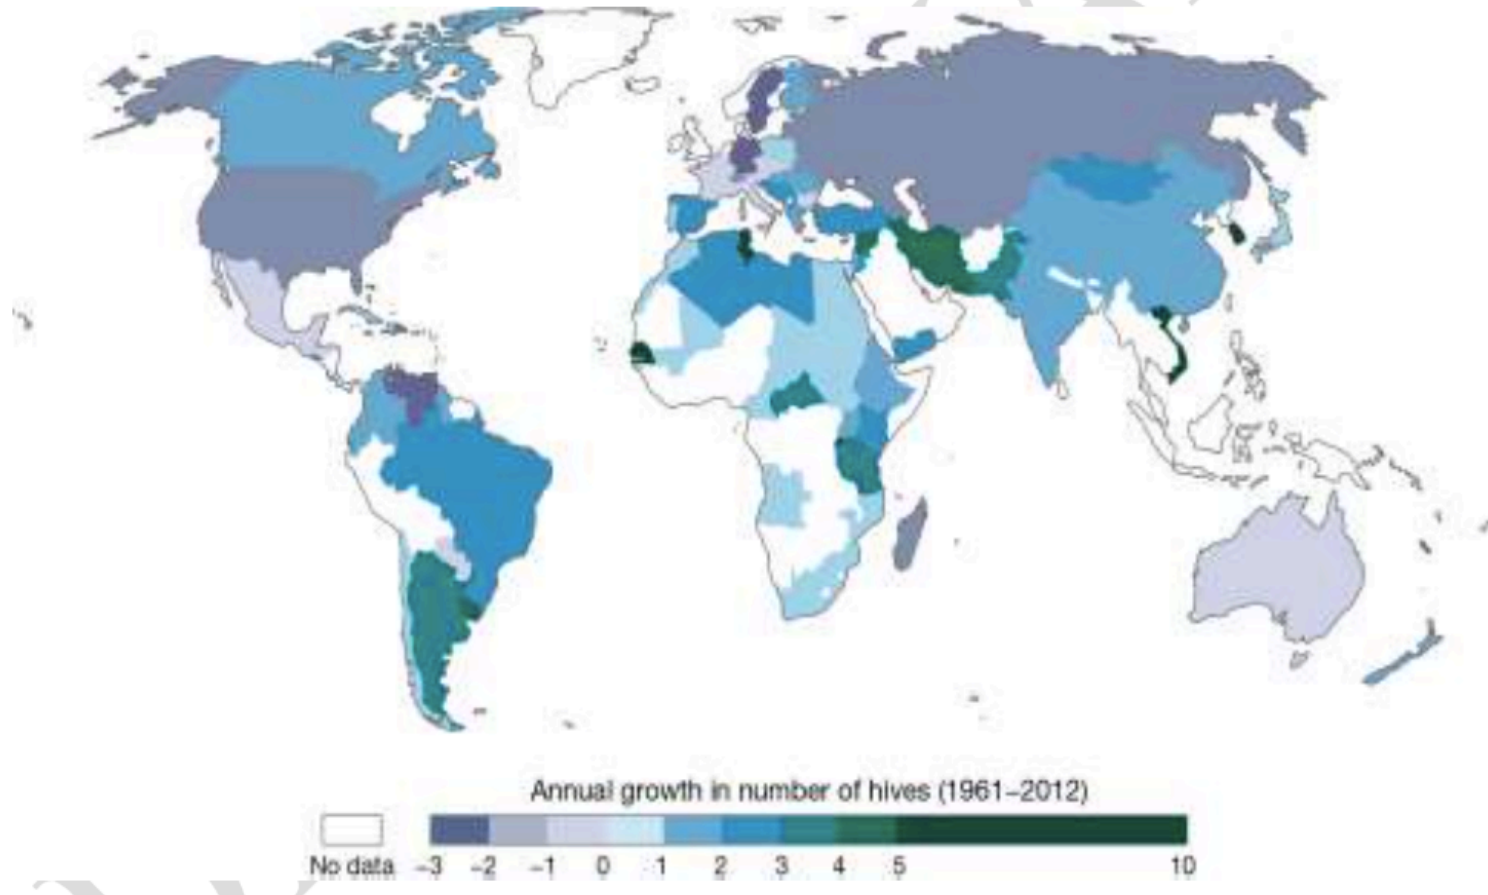 Annual growth in number of hives (1961–2012)
No data −3 −2 −1 0 1 2 3 4 5 10